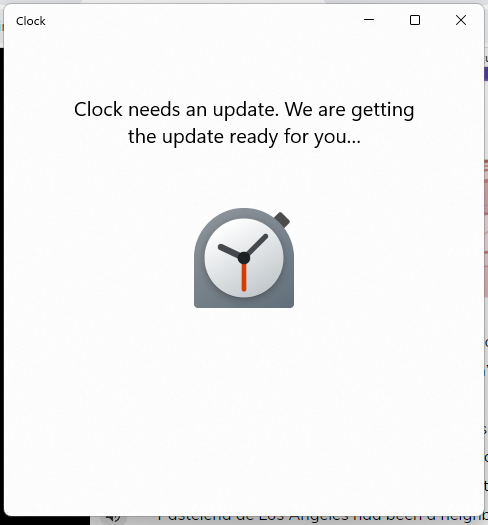 Clock
Clock needs an update. We are getting
the update ready for you...